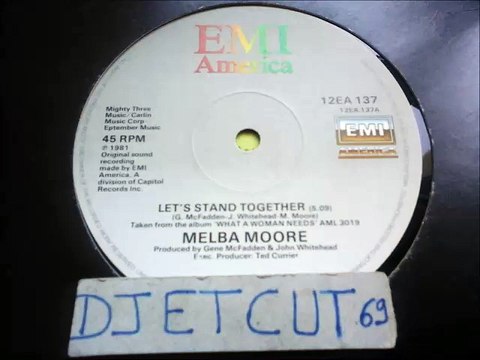 EMI
America
12EA 137
12EA.137A
Mighty Three
Music/Carlin
Music Corp
Eptember Music
45 RPM
℗ 1981
Original sound
recording
made by EMI
America. A
division of Capitol
Records Inc.
EMI
AMERICA
LET'S STAND TOGETHER (5.09)
(G. McFadden-J. Whitehead-M. Moore)
Taken from the album 'WHAT A WOMAN NEEDS' AML 3019
MELBA MOORE
Produced by Gene McFadden & John Whitehead
Exec. Producer: Ted Currier
DJETCUT 69